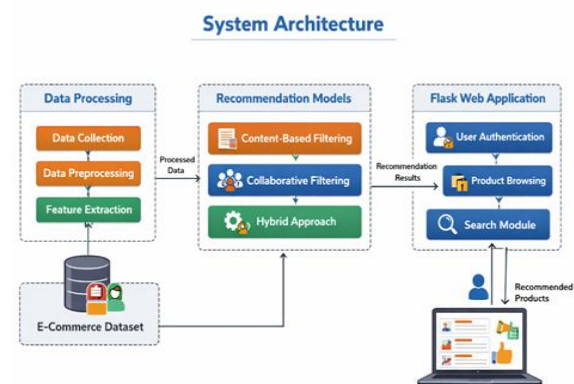 System Architecture
Data Processing
Data Collection
Data Preprocessing
Feature Extraction
E-Commerce Dataset
Processed
Data
Recommendation Models
Content-Based Filtering
Collaborative Filtering
Hybrid Approach
Recommendation
Results
Flask Web Application
User Authentication
Product Browsing
Search Module
Recommended
Products